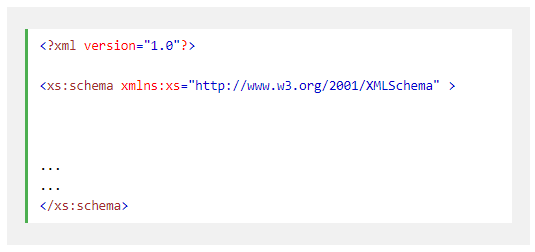 <?xml version="1.0"?>
<xs:schema xmlns:xs="http://www.w3.org/2001/XMLSchema" >
...
...
</xs:schema>